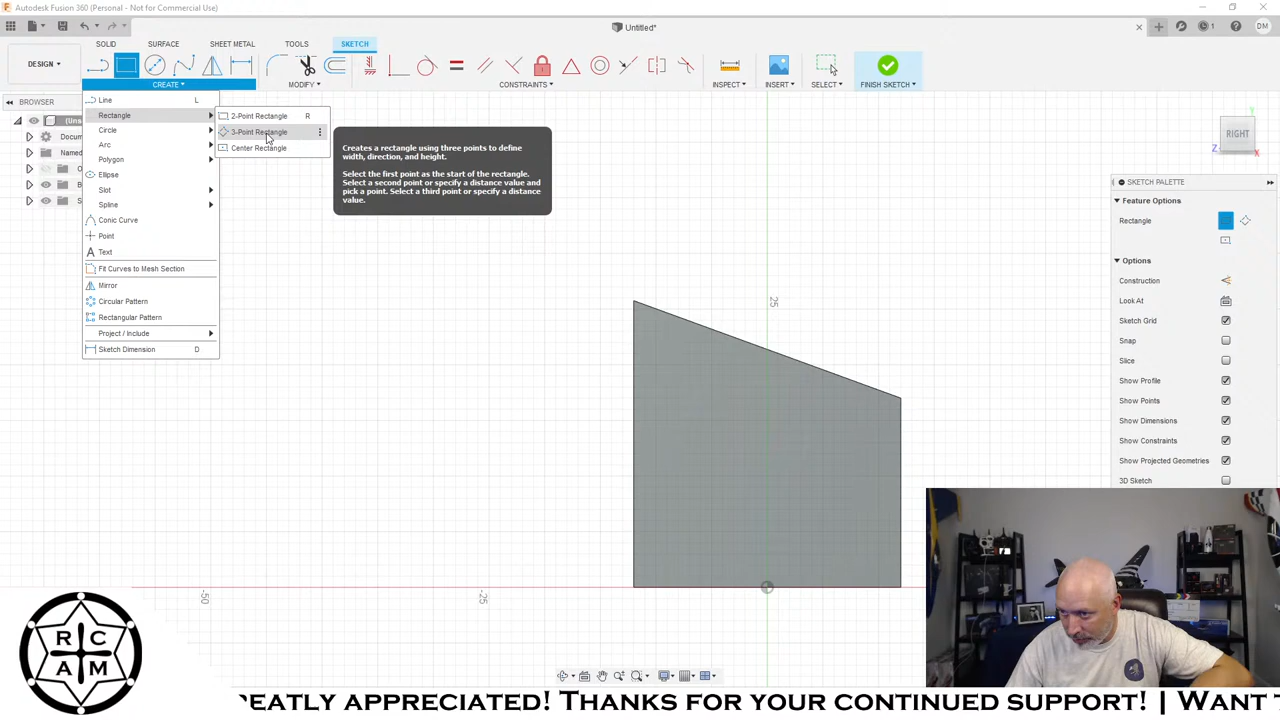 Autodesk Fusion 360 (Personal - Not for Commercial Use)
Untitled*
1
DM
DESIGN
SOLID
SURFACE
SHEET METAL
TOOLS
SKETCH
CREATE
MODIFY
CONSTRAINTS
INSPECT
INSERT
SELECT
FINISH SKETCH
BROWSER
(Uns
Docum
Named
O
B
S
Line L
Rectangle
Circle
Arc
Polygon
Ellipse
Slot
Spline
Conic Curve
Point
Text
Fit Curves to Mesh Section
Mirror
Circular Pattern
Rectangular Pattern
Project / Include
Sketch Dimension D
2-Point Rectangle R
3-Point Rectangle
Center Rectangle
Creates a rectangle using three points to define
width, direction, and height.
Select the first point as the start of the rectangle.
Select a second point or specify a distance value and
pick a point. Select a third point or specify a distance
value.
RIGHT
Y
Z
X
SKETCH PALETTE
Feature Options
Rectangle
Options
Construction
Look At
Sketch Grid
Snap
Slice
Show Profile
Show Points
Show Dimensions
Show Constraints
Show Projected Geometries
3D Sketch
25
-50
-25
R C
A M
REATLY APPRECIATED! THANKS FOR YOUR CONTINUED SUPPORT! | WANT T